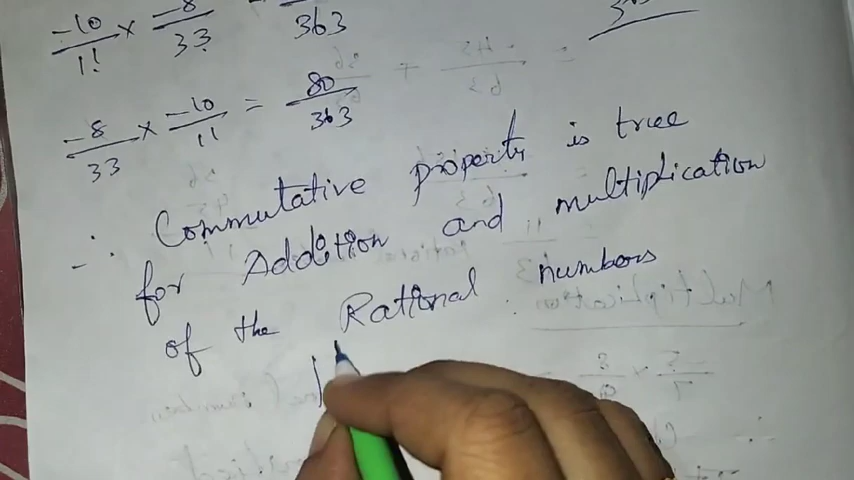 -10/11 × -8/33 363
-8/33 × -10/11 = 80/363
∴ Commutative property is true
for Addition and multiplication
of the Rational numbers